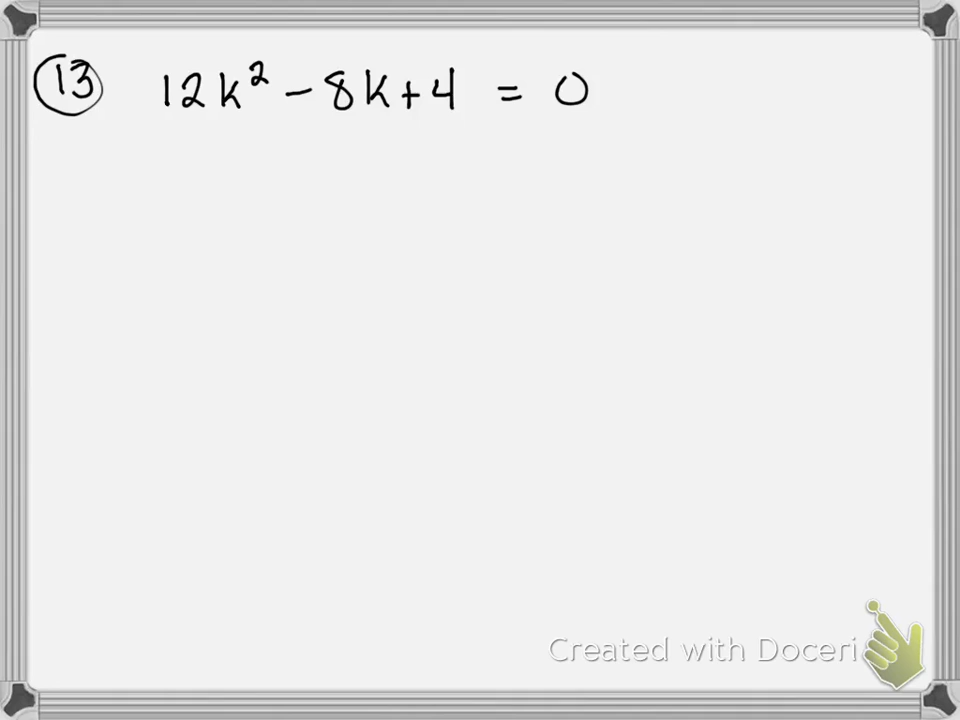 13 12k² - 8k + 4 = 0
Created with Doceri